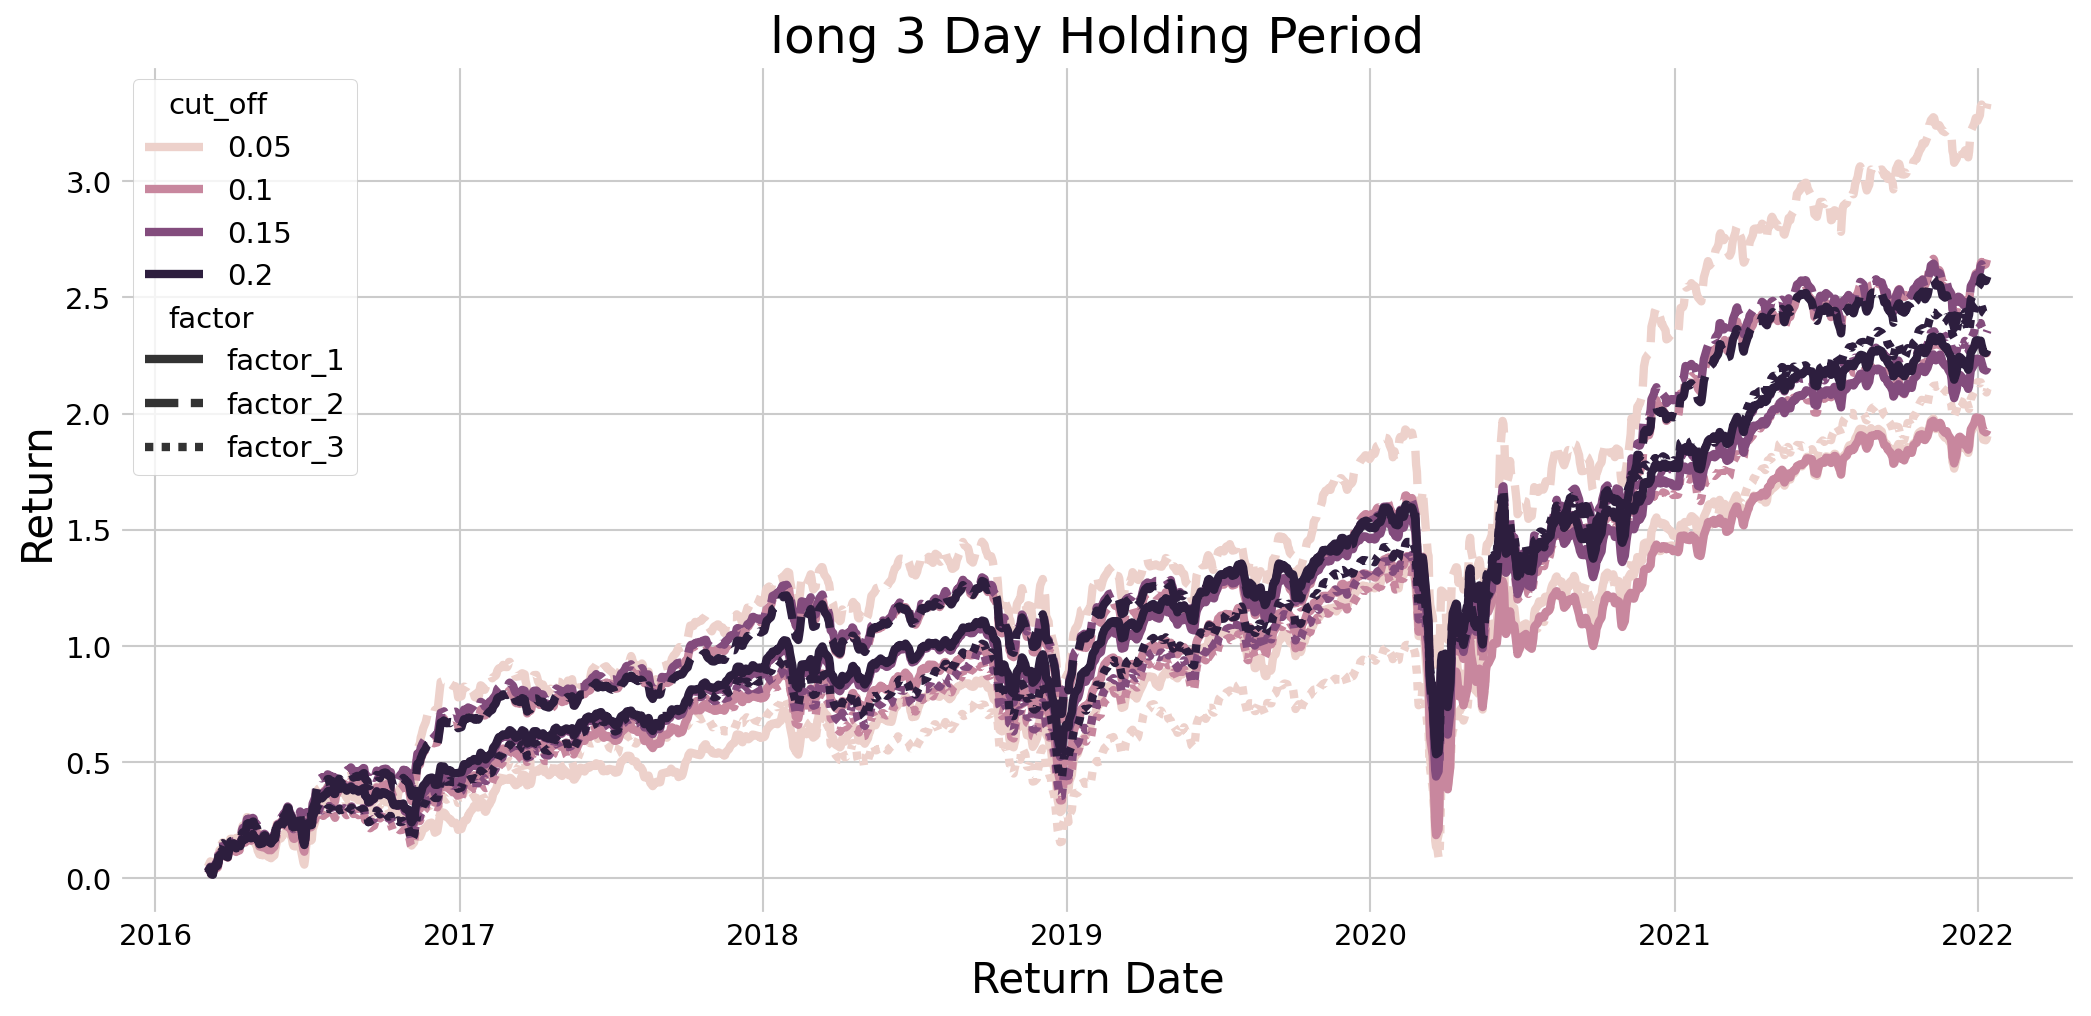 long 3 Day Holding Period
cut_off
0.05
0.1
0.15
0.2
factor
factor_1
factor_2
factor_3
Return
3.0
2.5
2.0
1.5
1.0
0.5
0.0
2016 2017 2018 2019 2020 2021 2022
Return Date